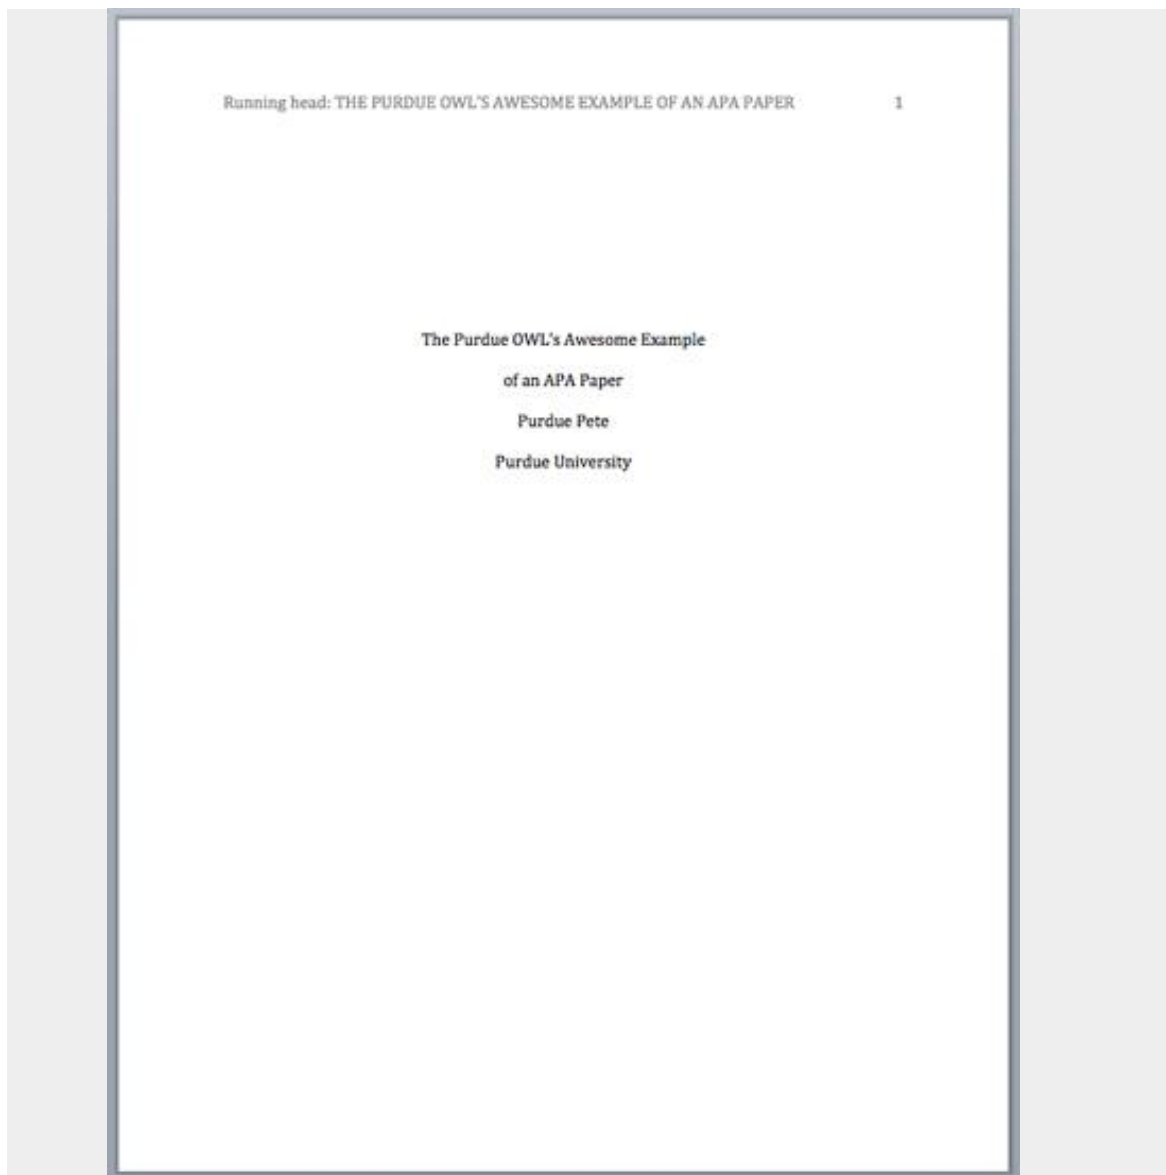 Running head: THE PURDUE OWL'S AWESOME EXAMPLE OF AN APA PAPER 1
The Purdue OWL's Awesome Example
of an APA Paper
Purdue Pete
Purdue University